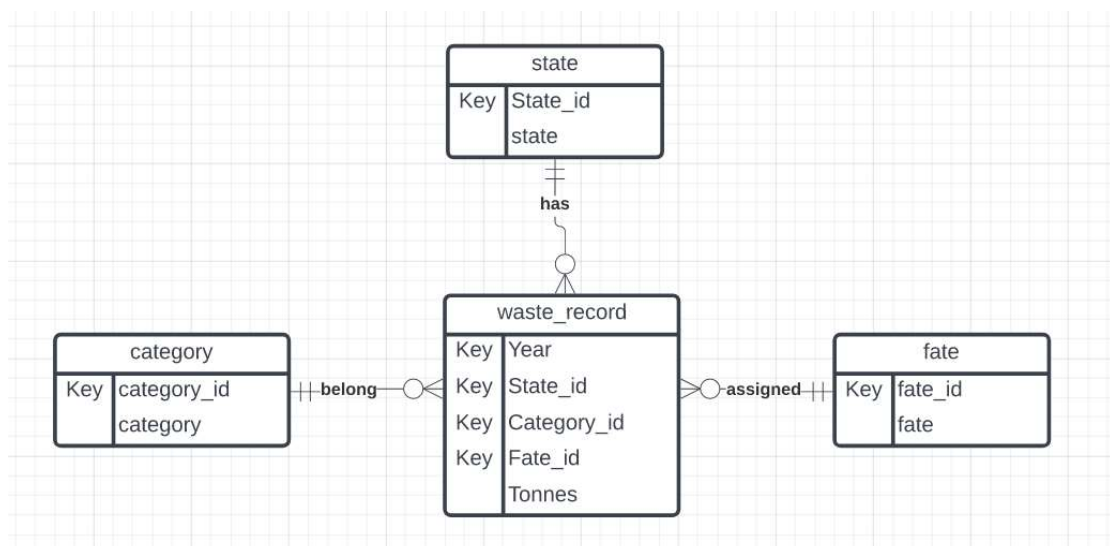 state
Key State_id
state
has
waste_record
Key Year
Key State_id
Key Category_id
Key Fate_id
Tonnes
category
Key category_id
category
belong
assigned
fate
Key fate_id
fate